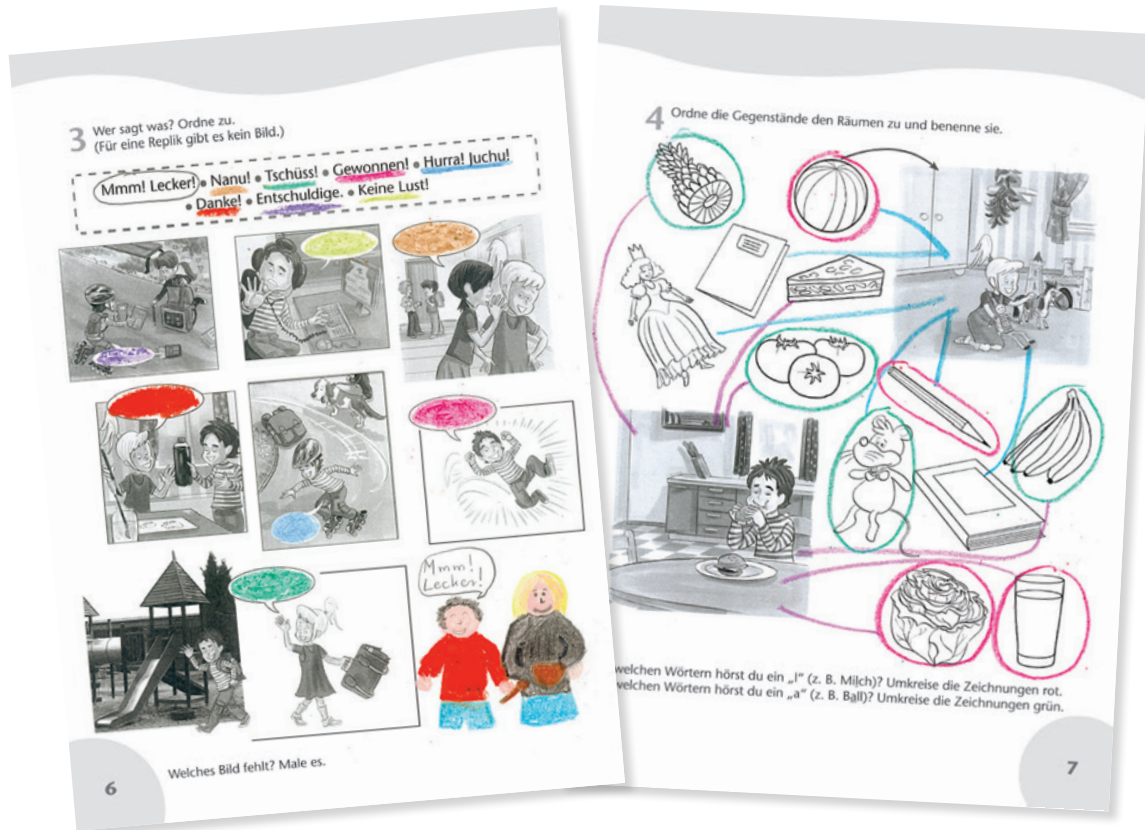 3 Wer sagt was? Ordne zu.
(Für eine Replik gibt es kein Bild.)
Mmm! Lecker! • Nanu! • Tschüss! • Gewonnen! • Hurra! Juchu!
• Danke! • Entschuldige. • Keine Lust!
Mmm!
Lecker!
Welches Bild fehlt? Male es.
6
4 Ordne die Gegenstände den Räumen zu und benenne sie.
welchen Wörtern hörst du ein „l“ (z. B. Milch)? Umkreise die Zeichnungen rot.
welchen Wörtern hörst du ein „a“ (z. B. Ball)? Umkreise die Zeichnungen grün.
7